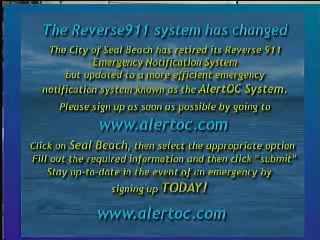 The Reverse911 system has changed
The City of Seal Beach has retired its Reverse 911
Emergency Notification System
but updated to a more efficient emergency
notification system known as the AlertOC System.
Please sign up as soon as possible by going to
www.alertoc.com
Click on Seal Beach, then select the appropriate option
Fill out the required information and then click "submit"
Stay up-to-date in the event of an emergency by
signing up TODAY!
www.alertoc.com